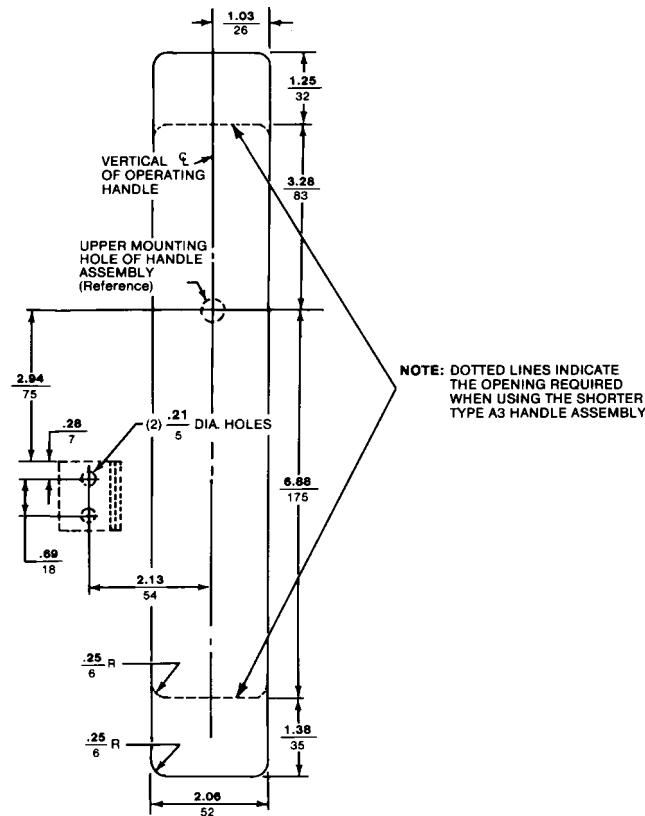 1.03
26
1.25
32
VERTICAL ℄
OF OPERATING
HANDLE
3.28
83
UPPER MOUNTING
HOLE OF HANDLE
ASSEMBLY
(Reference)
NOTE: DOTTED LINES INDICATE
THE OPENING REQUIRED
WHEN USING THE SHORTER
TYPE A3 HANDLE ASSEMBLY
2.94
75
.28
7
(2) .21/5 DIA. HOLES
6.88
175
.69
18
2.13
54
.25/6 R
1.38
35
.25/6 R
2.06
52